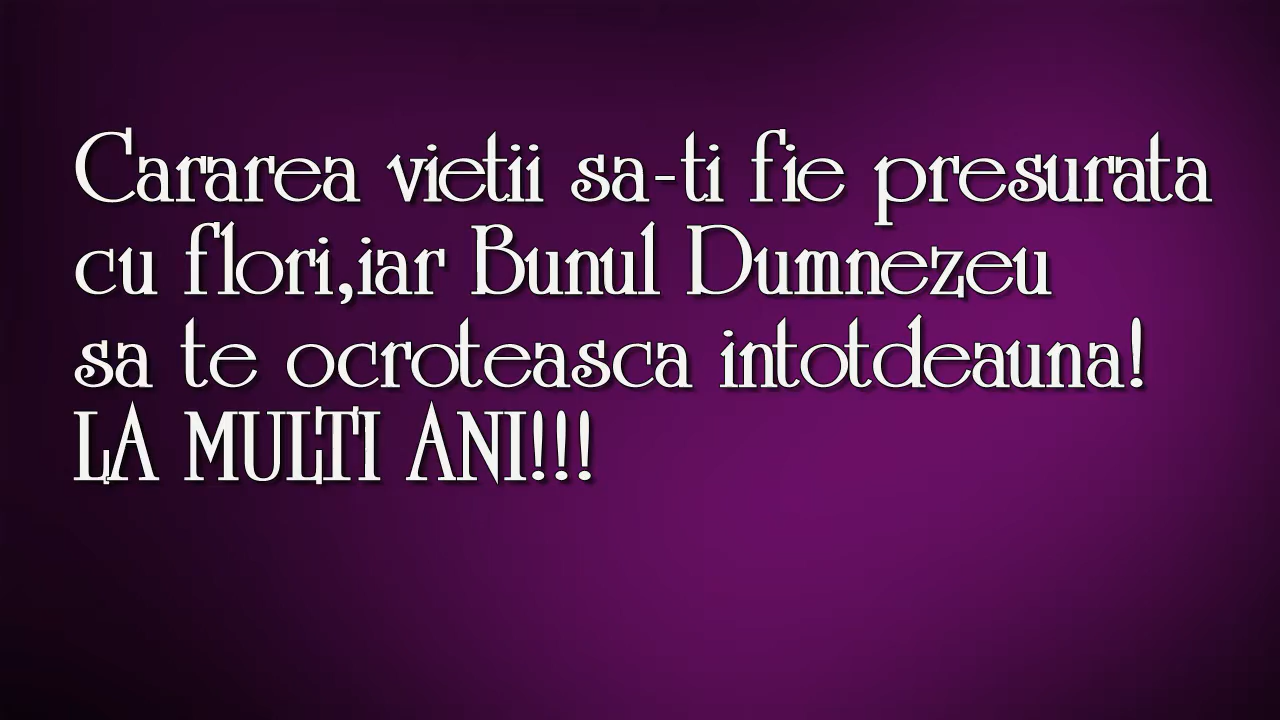 Cararea vietii sa-ti fie presurata
cu flori,iar Bunul Dumnezeu
sa te ocroteasca intotdeauna!
LA MULTI ANI!!!